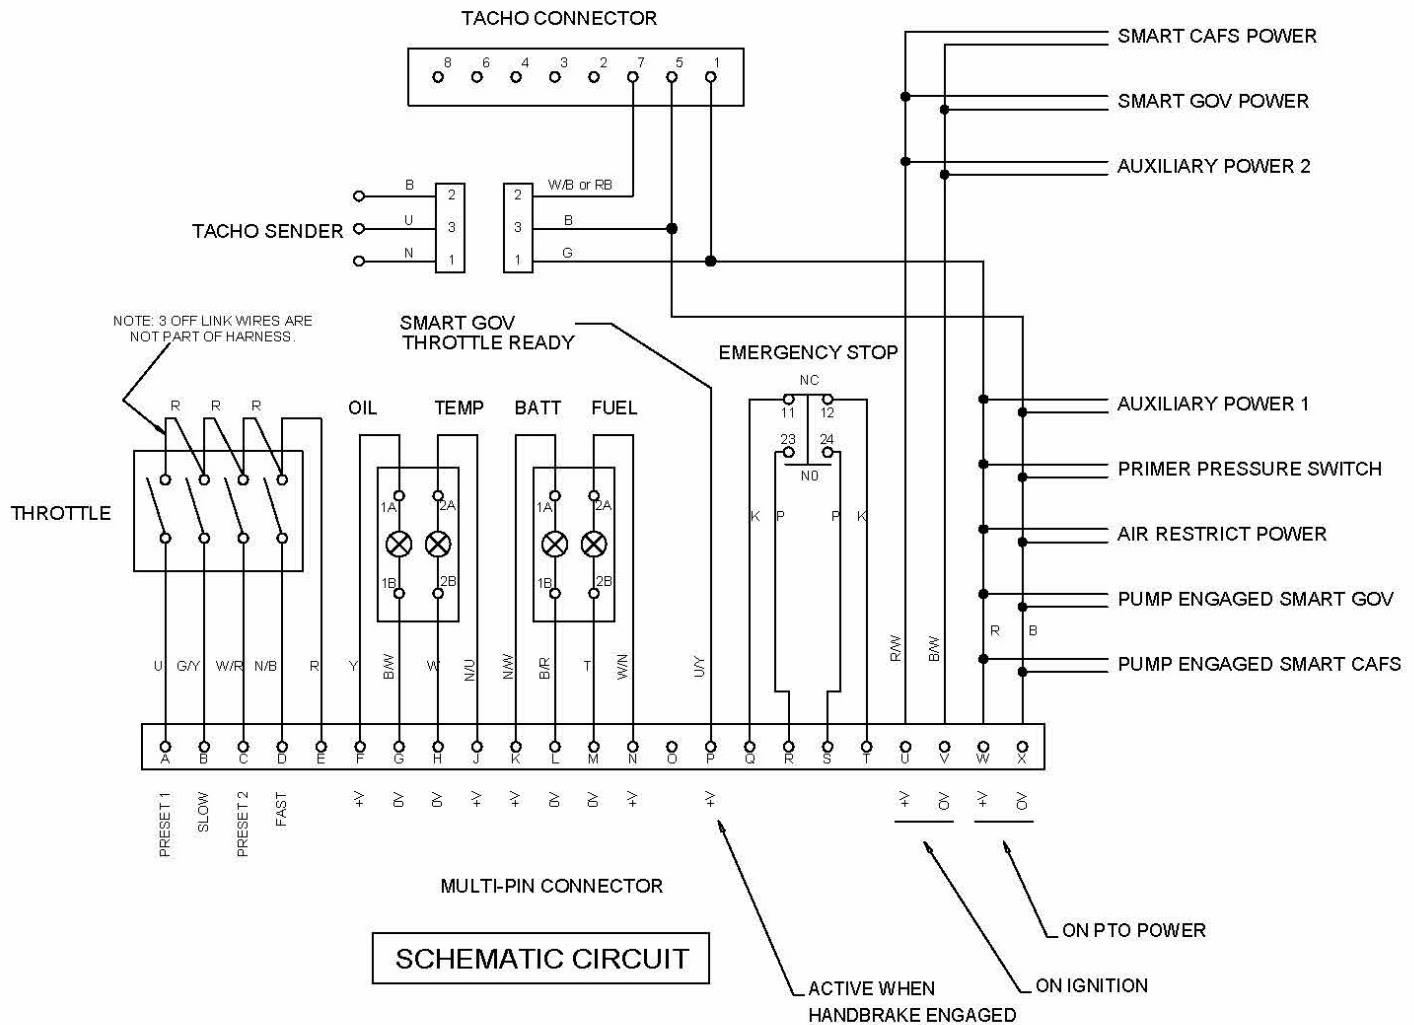 TACHO CONNECTOR
8 6 4 3 2 7 5 1
SMART CAFS POWER
SMART GOV POWER
AUXILIARY POWER 2
B 2 2 W/B or RB
TACHO SENDER U 3 3 B
N 1 1 G
NOTE: 3 OFF LINK WIRES ARE
NOT PART OF HARNESS.
SMART GOV
THROTTLE READY
EMERGENCY STOP
NC
11 12
23 24
NO
R R R
OIL TEMP BATT FUEL
THROTTLE
1A 2A 1A 2A
1B 2B 1B 2B
K P P K
AUXILIARY POWER 1
PRIMER PRESSURE SWITCH
AIR RESTRICT POWER
PUMP ENGAGED SMART GOV
R B
PUMP ENGAGED SMART CAFS
U G/Y W/R N/B R Y B/W W N/U N/W B/R T W/N U/Y R/W B/W
A B C D E F G H J K L M N O P Q R S T U V W X
PRESET 1 SLOW PRESET 2 FAST +V 0V 0V +V +V 0V 0V +V +V +V 0V +V 0V
MULTI-PIN CONNECTOR
ON PTO POWER
SCHEMATIC CIRCUIT
ON IGNITION
ACTIVE WHEN
HANDBRAKE ENGAGED